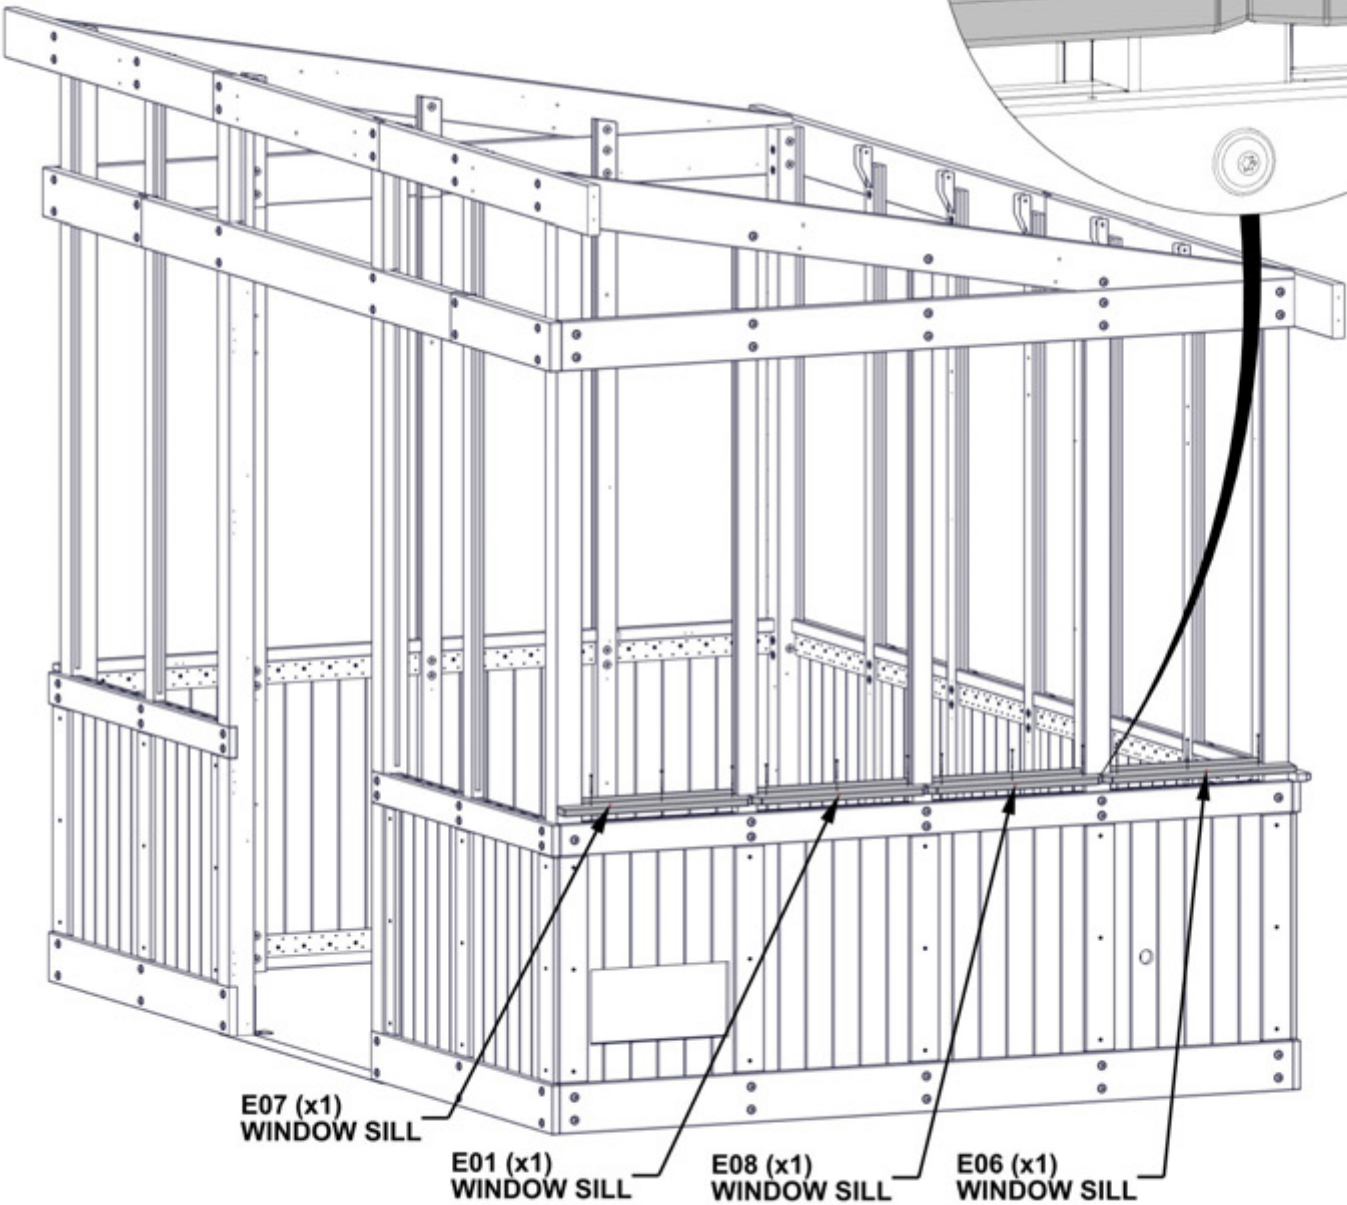 E07 (x1)
WINDOW SILL
E01 (x1)
WINDOW SILL
E08 (x1)
WINDOW SILL
E06 (x1)
WINDOW SILL